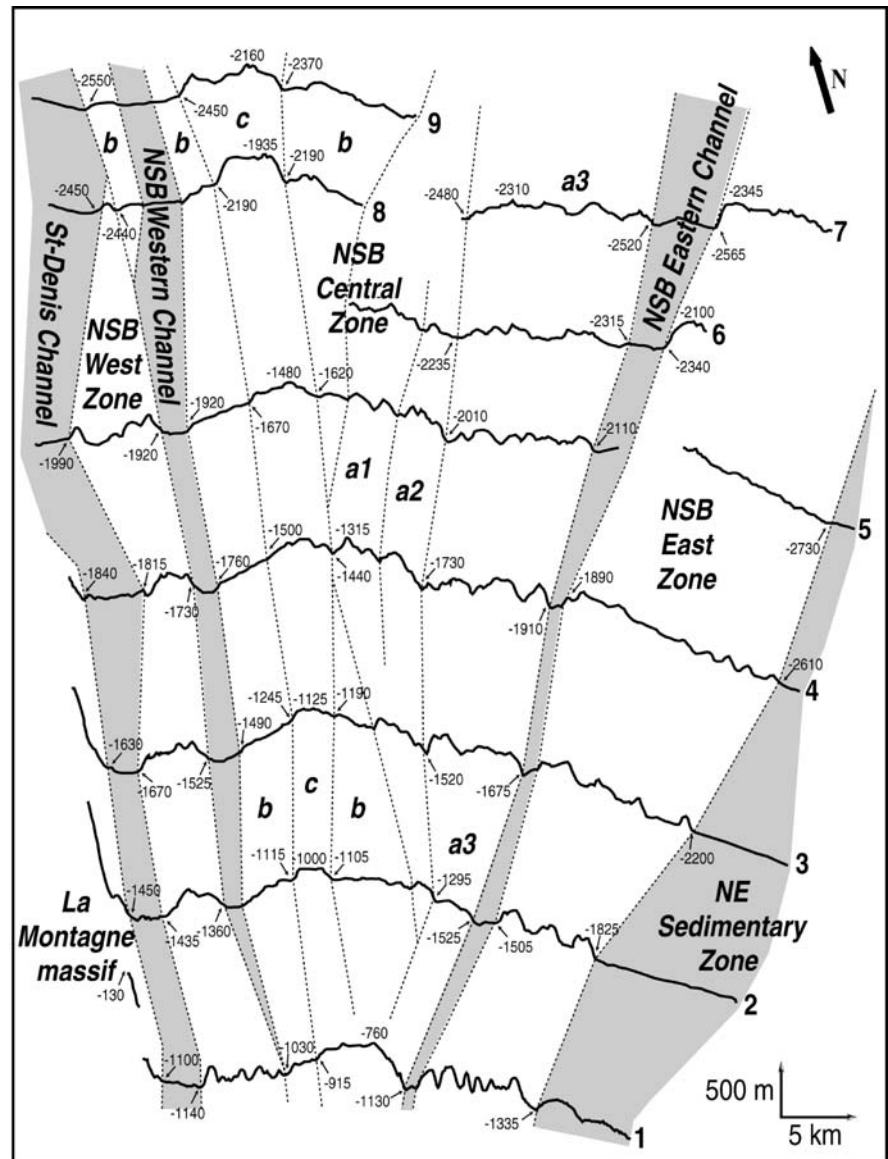 -2160
-2370
-2550
-2450
N
c
9
b
b
b
-1935
-2190
-2450
-2440
-2190
8
-2480
-2310
a3
-2345
-2520
-2565
7
St-Denis Channel
NSB Western Channel
NSB Eastern Channel
NSB
Central
Zone
NSB
West
Zone
-2235
-2315
-2100
-2340
6
-1480
-1620
-1920
-1670
-2010
-2110
-1990
-1920
a1
a2
NSB
East
Zone
5
-2730
-1500
-1315
-1840
-1815
-1760
-1440
-1730
-1730
-1890
-1910
-2610
4
-1245
-1125
-1190
-1490
-1630
-1670
-1525
-1520
-1675
-2200
3
b
c
b
a3
-1115
-1000
-1105
-1295
-1450
-1435
-1360
-1525
-1505
-1825
NE
Sedimentary
Zone
2
La
Montagne
massif
-130
-760
-1100
-1030
-915
-1140
-1130
-1335
1
500 m
5 km